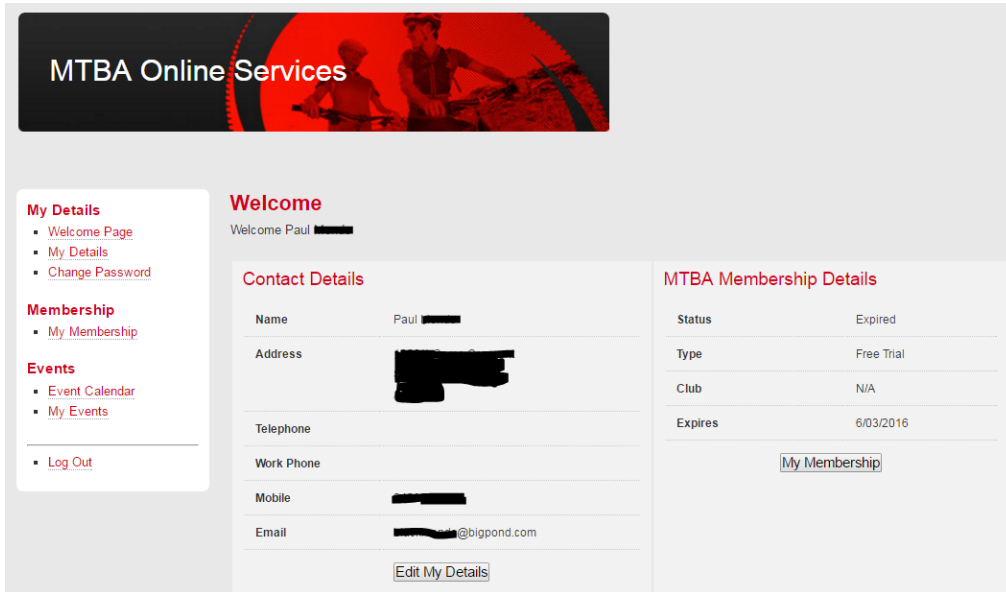 MTBA Online Services
My Details
Welcome Page
My Details
Change Password
Membership
My Membership
Events
Event Calendar
My Events
Log Out
Welcome
Welcome Paul
Contact Details
Name Paul
Address
Telephone
Work Phone
Mobile
Email @bigpond.com
Edit My Details
MTBA Membership Details
Status Expired
Type Free Trial
Club N/A
Expires 6/03/2016
My Membership